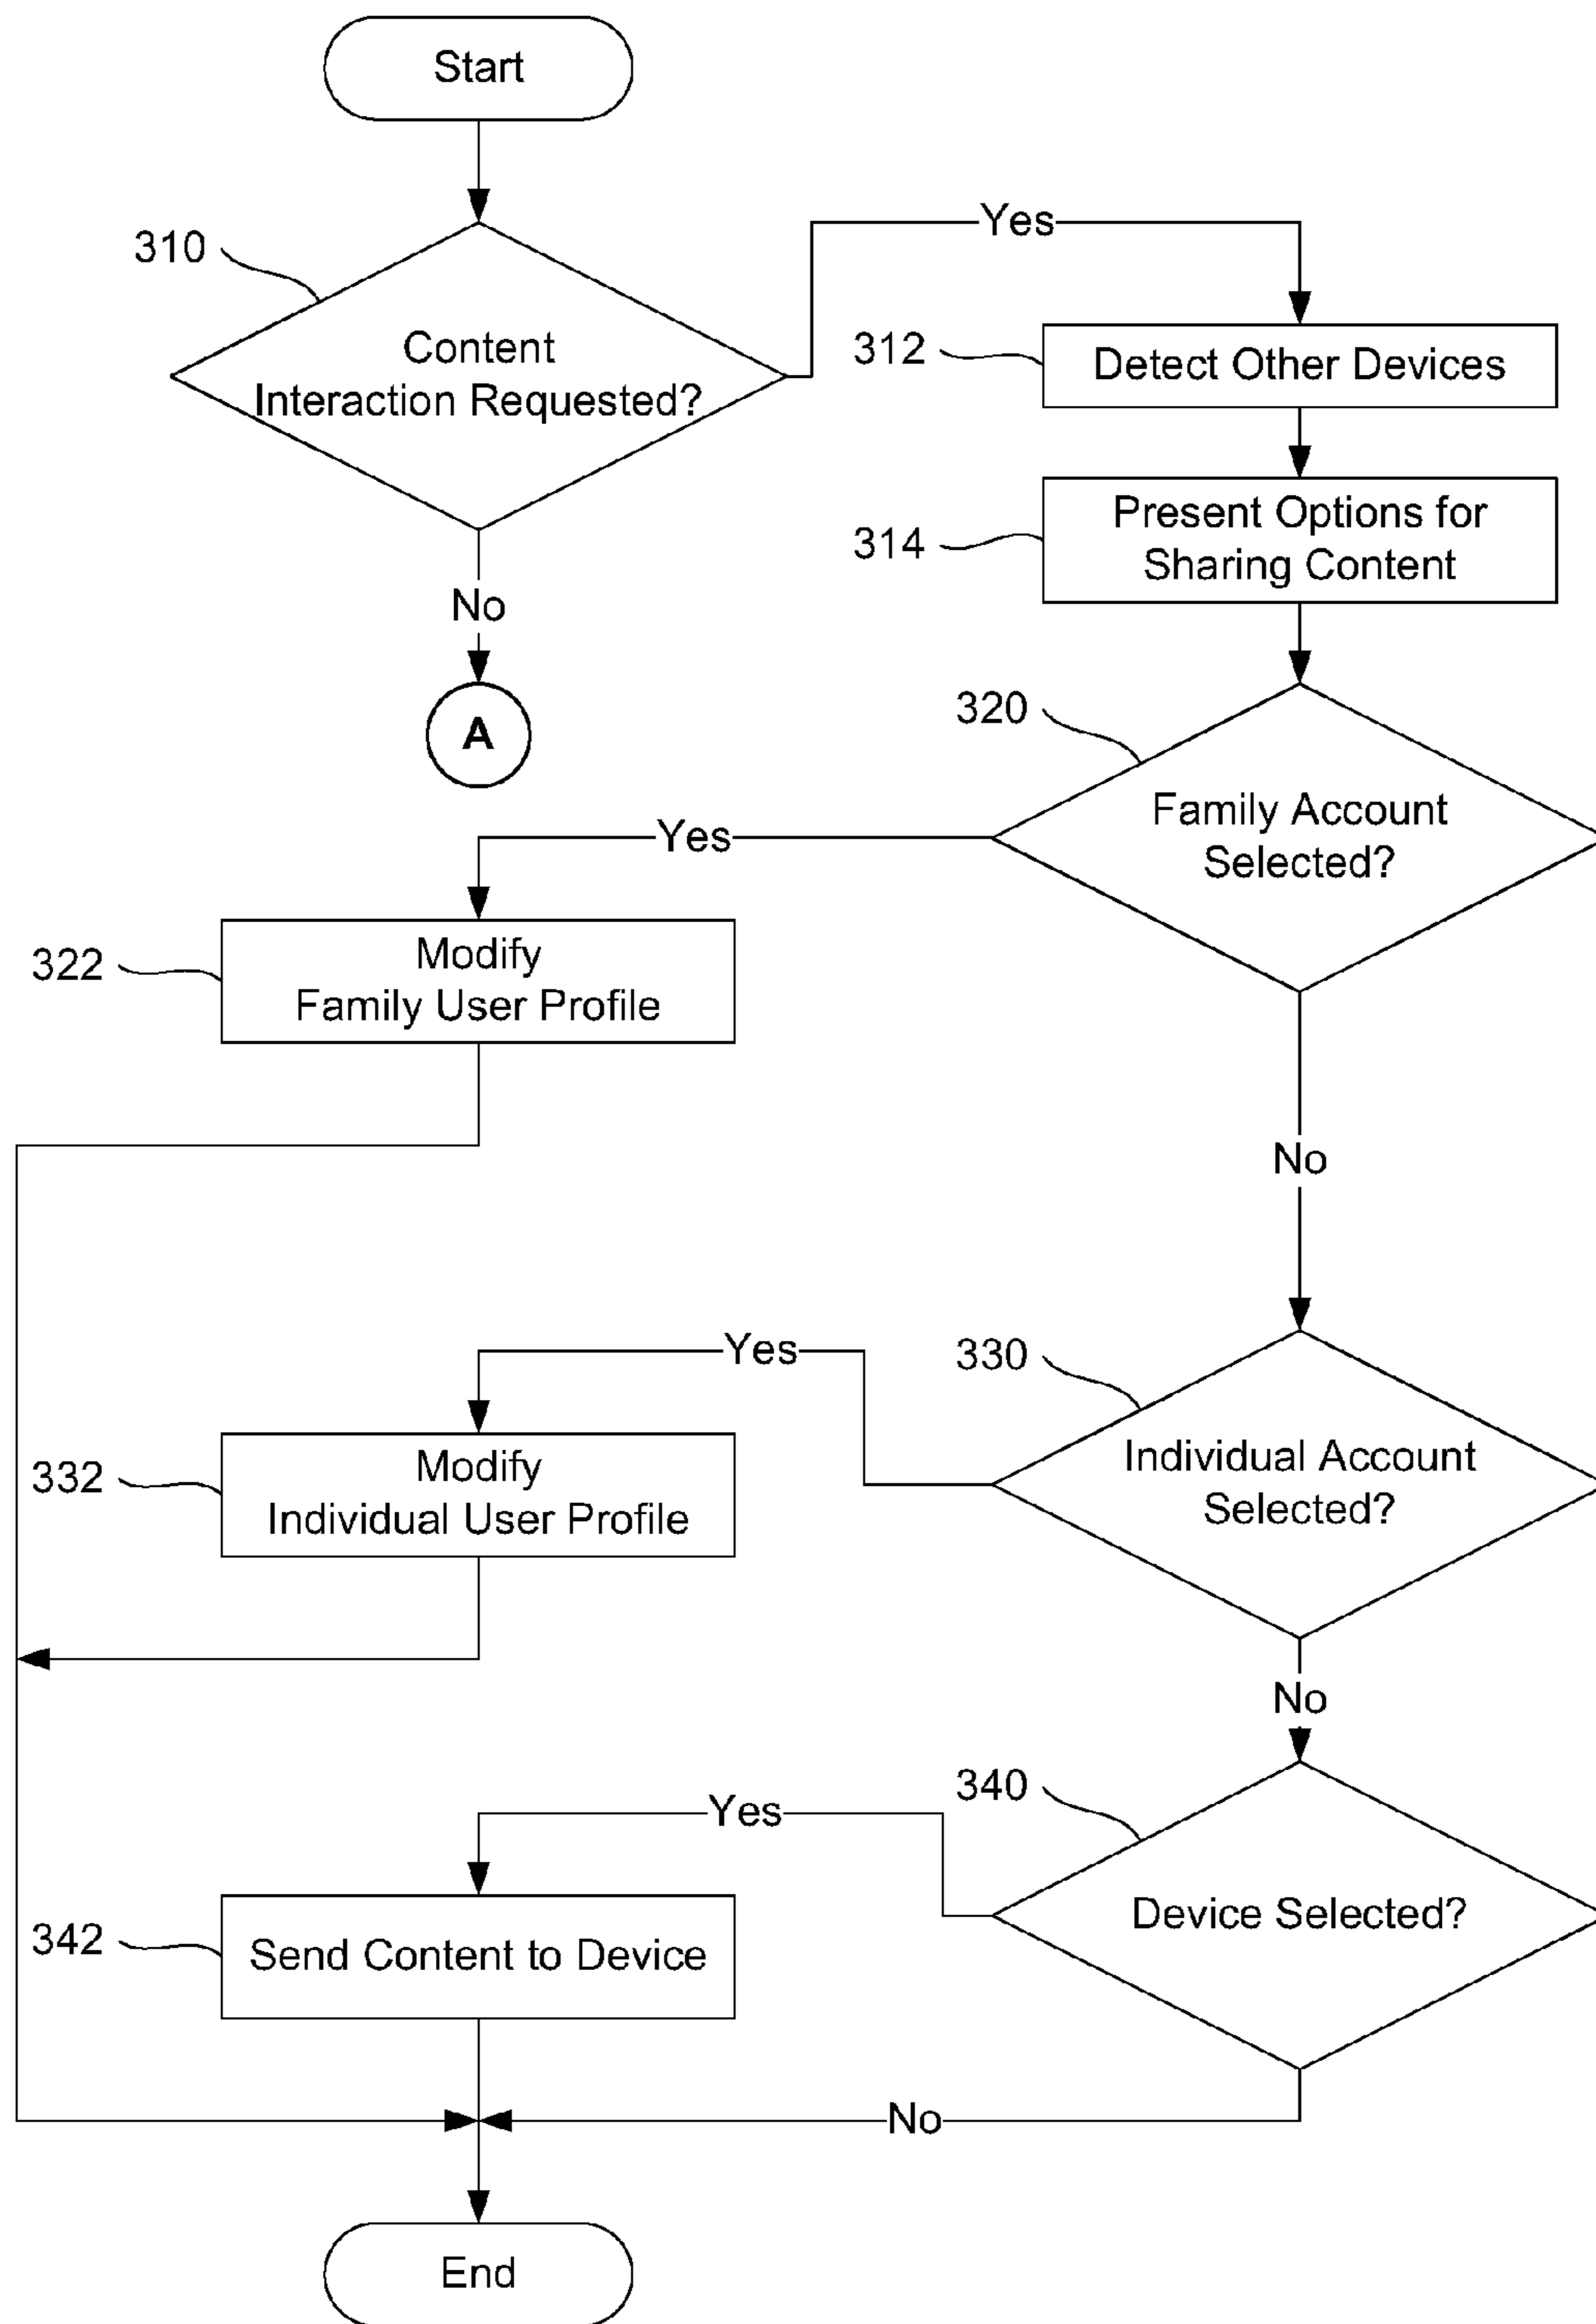 Start
310
Content
Interaction Requested?
Yes
312
Detect Other Devices
314
Present Options for
Sharing Content
No
A
320
Family Account
Selected?
Yes
322
Modify
Family User Profile
No
330
Individual Account
Selected?
Yes
332
Modify
Individual User Profile
No
340
Device Selected?
Yes
342
Send Content to Device
No
End